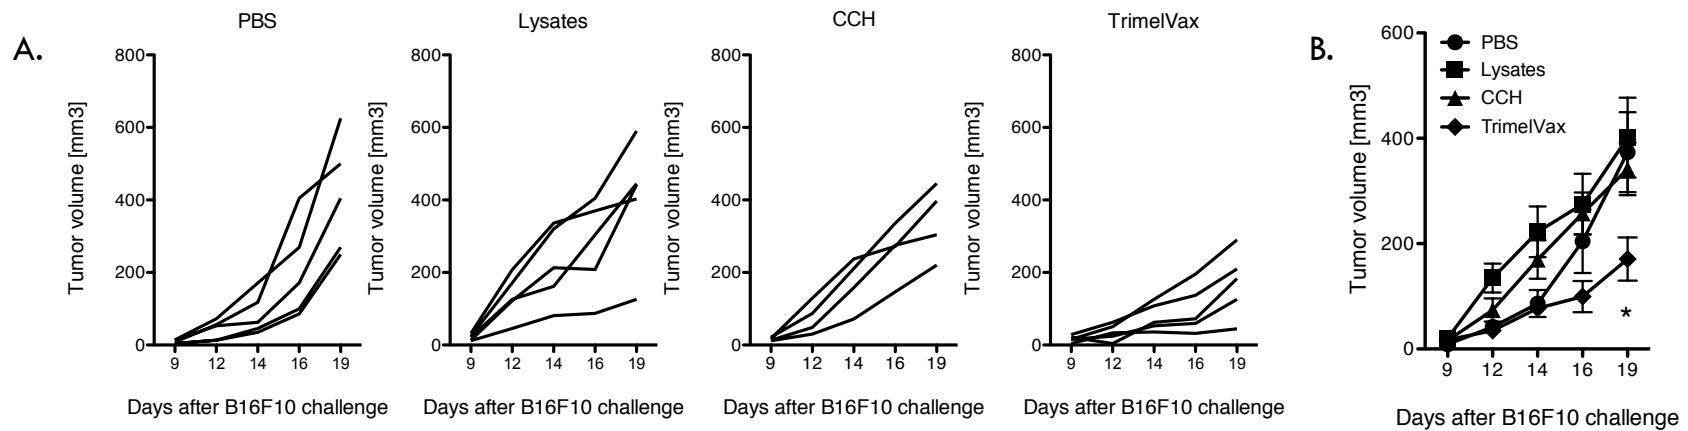 A.
PBS
Tumor volume [mm3]
800
600
400
200
0
9 12 14 16 19
Days after B16F10 challenge
Lysates
Tumor volume [mm3]
800
600
400
200
0
9 12 14 16 19
Days after B16F10 challenge
CCH
Tumor volume [mm3]
800
600
400
200
0
9 12 14 16 19
Days after B16F10 challenge
TrimelVax
Tumor volume [mm3]
800
600
400
200
0
9 12 14 16 19
Days after B16F10 challenge
B.
Tumor volume [mm3]
600
400
200
0
PBS
Lysates
CCH
TrimelVax
*
9 12 14 16 19
Days after B16F10 challenge